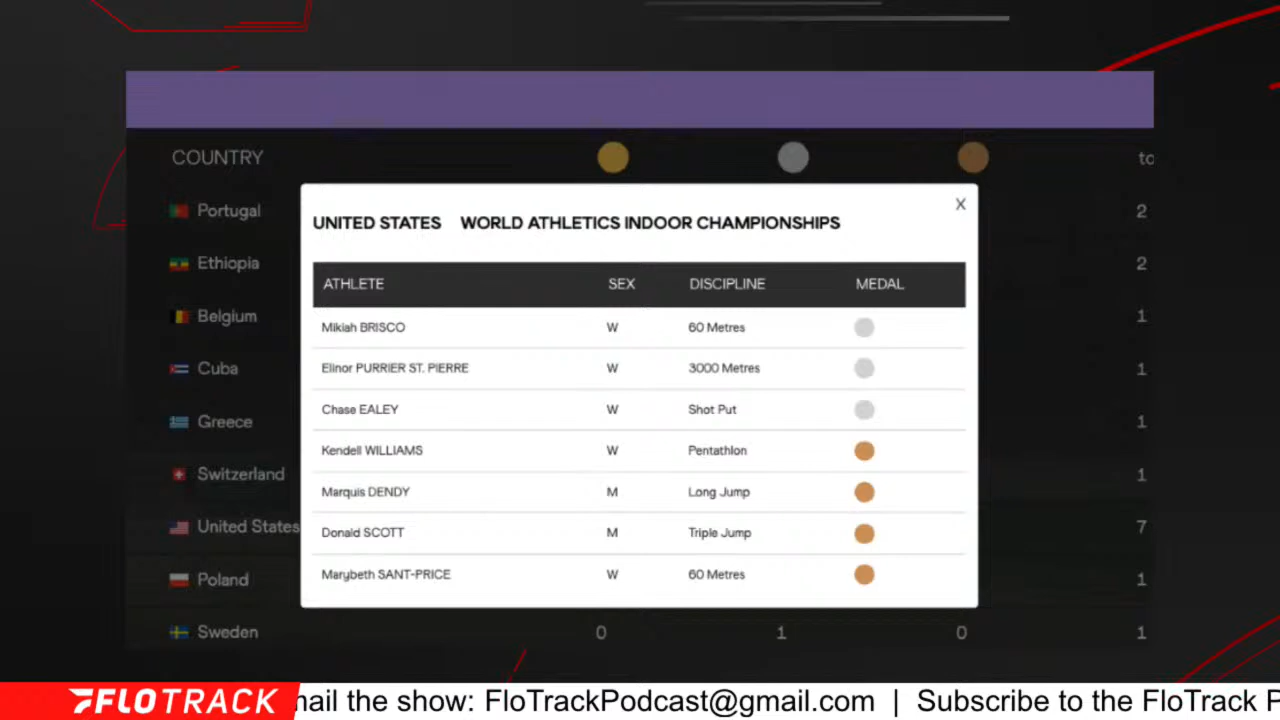 COUNTRY to
Portugal 2
Ethiopia 2
Belgium 1
Cuba 1
Greece 1
Switzerland 1
United States 7
Poland 1
Sweden 0 1 0 1
X
UNITED STATES WORLD ATHLETICS INDOOR CHAMPIONSHIPS
ATHLETE SEX DISCIPLINE MEDAL
Mikiah BRISCO W 60 Metres
Elinor PURRIER ST. PIERRE W 3000 Metres
Chase EALEY W Shot Put
Kendell WILLIAMS W Pentathlon
Marquis DENDY M Long Jump
Donald SCOTT M Triple Jump
Marybeth SANT-PRICE W 60 Metres
FLOTRACK mail the show: FloTrackPodcast@gmail.com | Subscribe to the FloTrack P